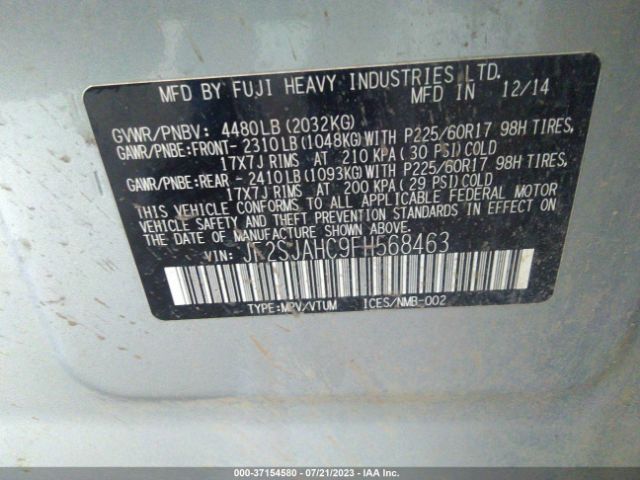 MFD BY FUJI HEAVY INDUSTRIES LTD.
MFD IN 12/14
GVWR/PNBV: 4480LB(2032KG)
GAWR/PNBE:FRONT- 2310LB(1048KG)WITH P225/60R17 98H TIRES,
17X7J RIMS AT 210 KPA(30 PSI)COLD
GAWR/PNBE:REAR - 2410LB(1093KG)WITH P225/60R17 98H TIRES,
17X7J RIMS AT 200 KPA(29 PSI)COLD
THIS VEHICLE CONFORMS TO ALL APPLICABLE FEDERAL MOTOR
VEHICLE SAFETY AND BUMPER STANDARDS IN EFFECT ON THE
DATE OF MANUFACTURE SHOWN ABOVE.
VIN: JF2SJAHC9FH568463
TYPE:MPV/VTUM ICES/NMB-002
000-37154580 - 07/21/2023 - IAA Inc.